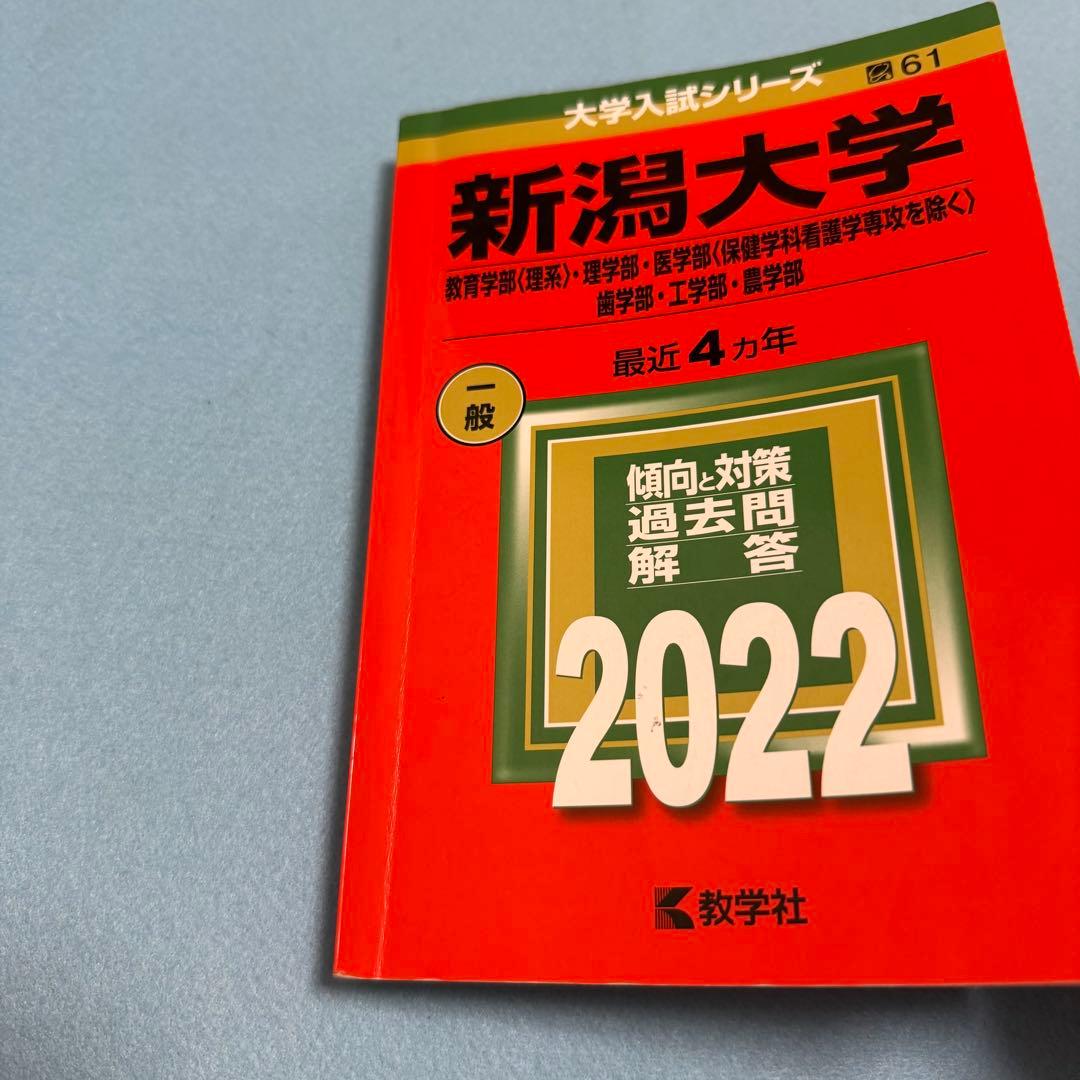 大学入試シリーズ
61
新潟大学
教育学部〈理系〉・理学部・医学部〈保健学科看護学専攻を除く〉
歯学部・工学部・農学部
最近4カ年
一般
傾向と対策
過去問
解答
2022
教学社